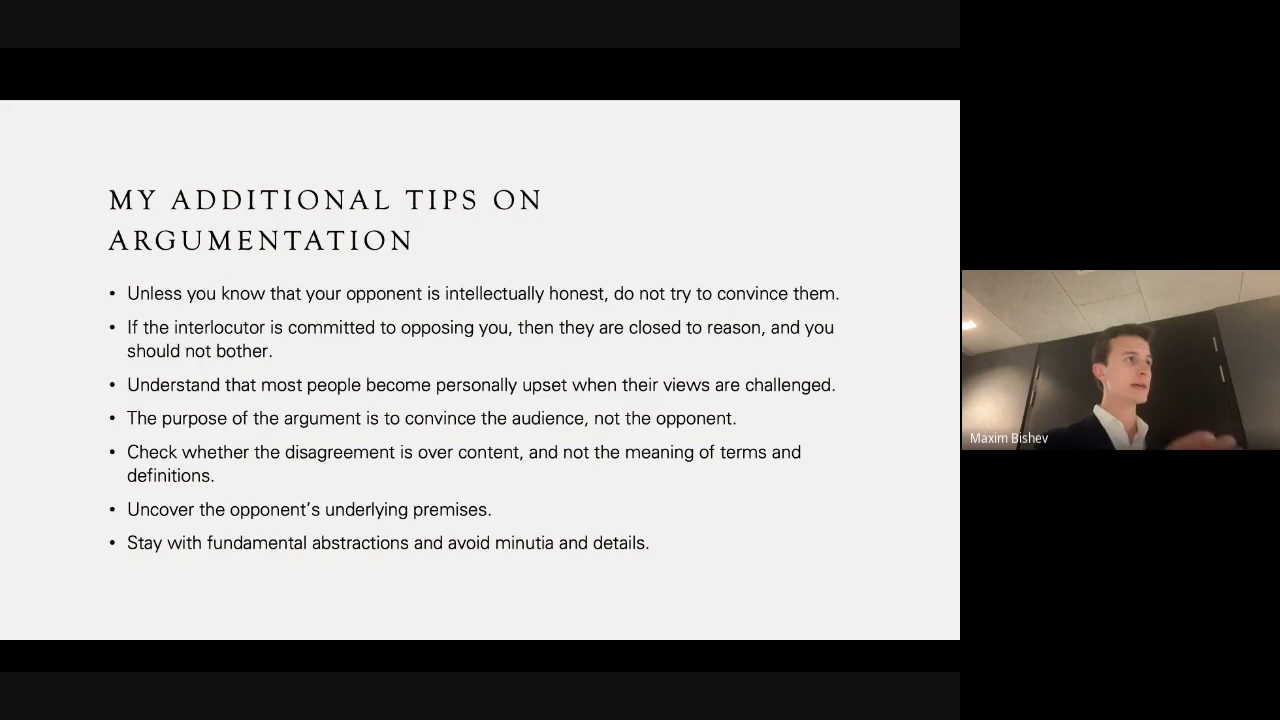 MY ADDITIONAL TIPS ON
ARGUMENTATION
• Unless you know that your opponent is intellectually honest, do not try to convince them.
• If the interlocutor is committed to opposing you, then they are closed to reason, and you
should not bother.
• Understand that most people become personally upset when their views are challenged.
• The purpose of the argument is to convince the audience, not the opponent.
• Check whether the disagreement is over content, and not the meaning of terms and
definitions.
• Uncover the opponent’s underlying premises.
• Stay with fundamental abstractions and avoid minutia and details.
Maxim Bishev